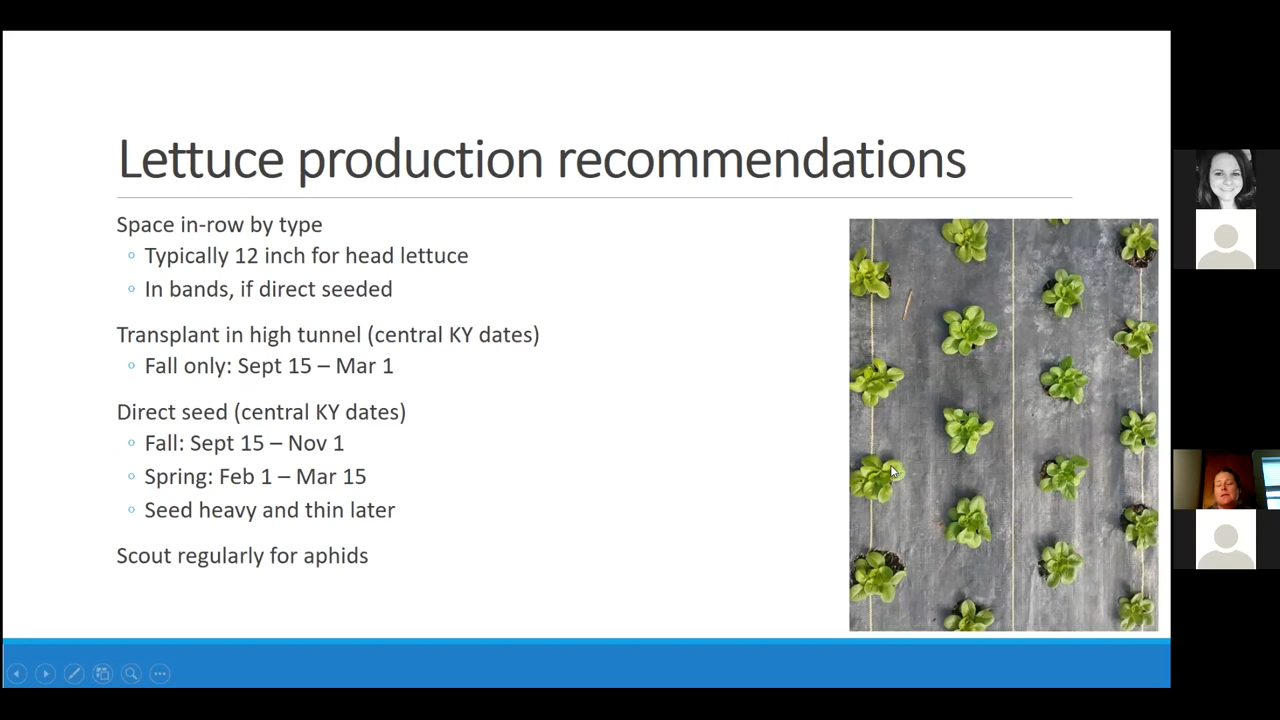 Lettuce production recommendations
Space in-row by type
Typically 12 inch for head lettuce
In bands, if direct seeded
Transplant in high tunnel (central KY dates)
Fall only: Sept 15 – Mar 1
Direct seed (central KY dates)
Fall: Sept 15 – Nov 1
Spring: Feb 1 – Mar 15
Seed heavy and thin later
Scout regularly for aphids